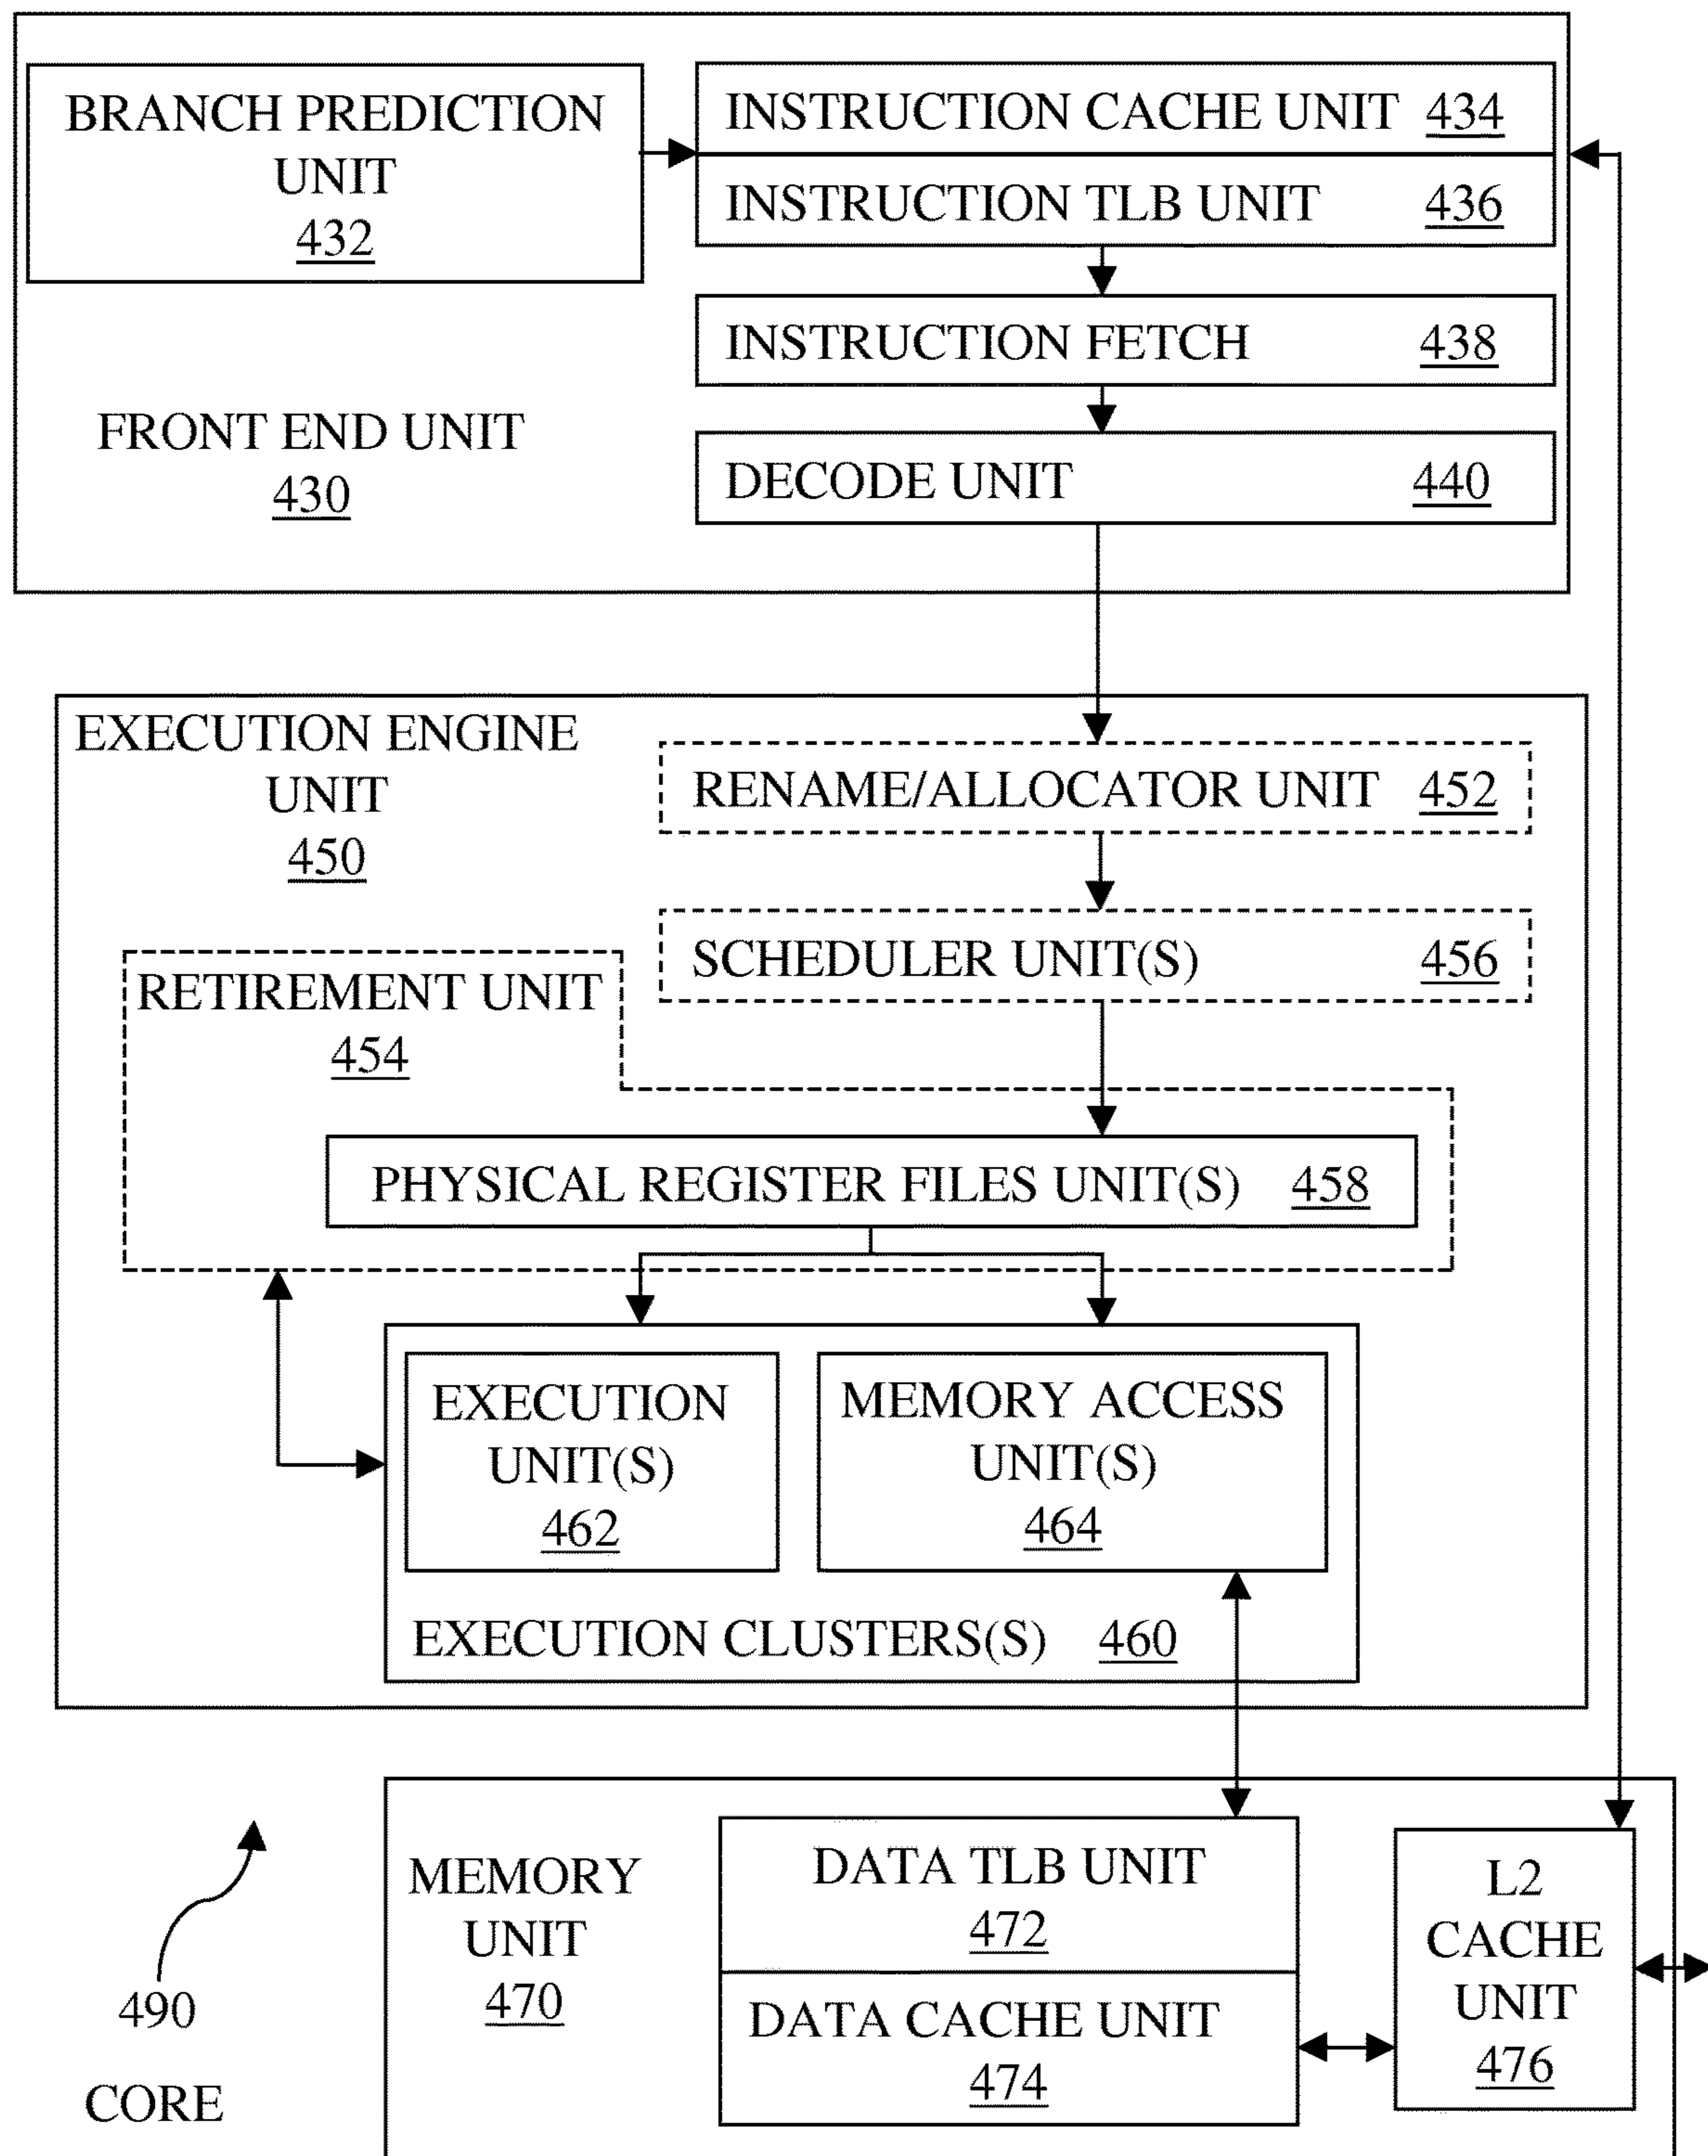 BRANCH PREDICTION
UNIT
432
INSTRUCTION CACHE UNIT 434
INSTRUCTION TLB UNIT 436
INSTRUCTION FETCH 438
FRONT END UNIT
430
DECODE UNIT 440
EXECUTION ENGINE
UNIT
450
RENAME/ALLOCATOR UNIT 452
SCHEDULER UNIT(S) 456
RETIREMENT UNIT
454
PHYSICAL REGISTER FILES UNIT(S) 458
EXECUTION
UNIT(S)
462
MEMORY ACCESS
UNIT(S)
464
EXECUTION CLUSTERS(S) 460
MEMORY
UNIT
470
DATA TLB UNIT
472
DATA CACHE UNIT
474
L2
CACHE
UNIT
476
490
CORE